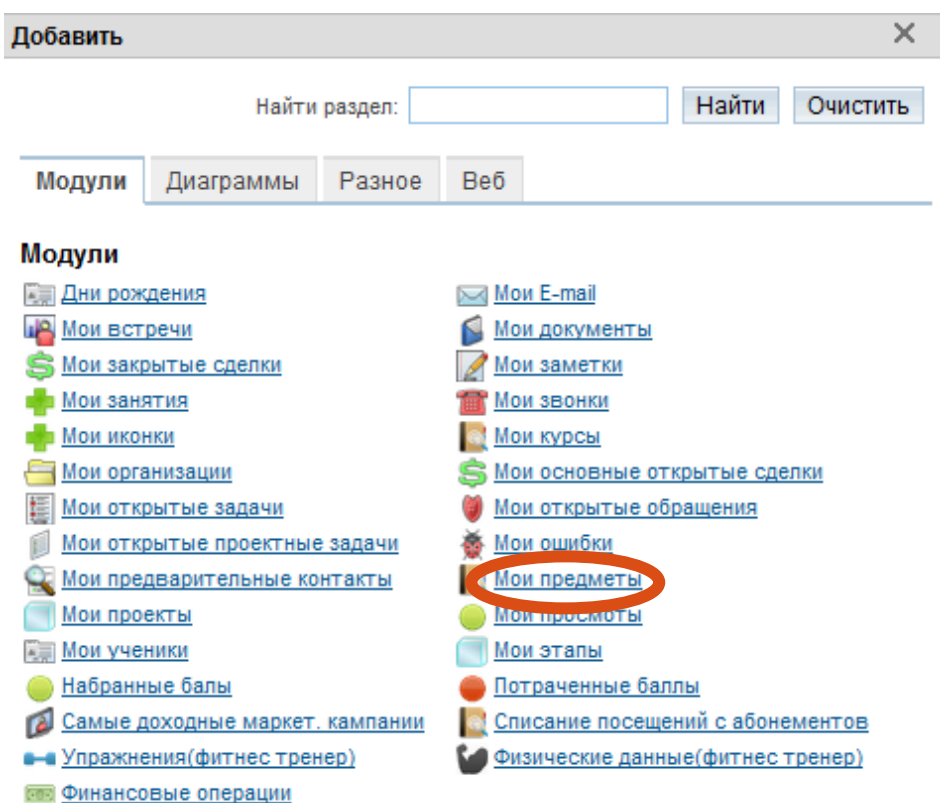 Добавить
Найти раздел: Найти Очистить
Модули Диаграммы Разное Веб
Модули
Дни рождения Мои E-mail
Мои встречи Мои документы
Мои закрытые сделки Мои заметки
Мои занятия Мои звонки
Мои иконки Мои курсы
Мои организации Мои основные открытые сделки
Мои открытые задачи Мои открытые обращения
Мои открытые проектные задачи Мои ошибки
Мои предварительные контакты Мои предметы
Мои проекты Мои просмоты
Мои ученики Мои этапы
Набранные балы Потраченные баллы
Самые доходные маркет. кампании Списание посещений с абонементов
Упражнения(фитнес тренер) Физические данные(фитнес тренер)
Финансовые операции